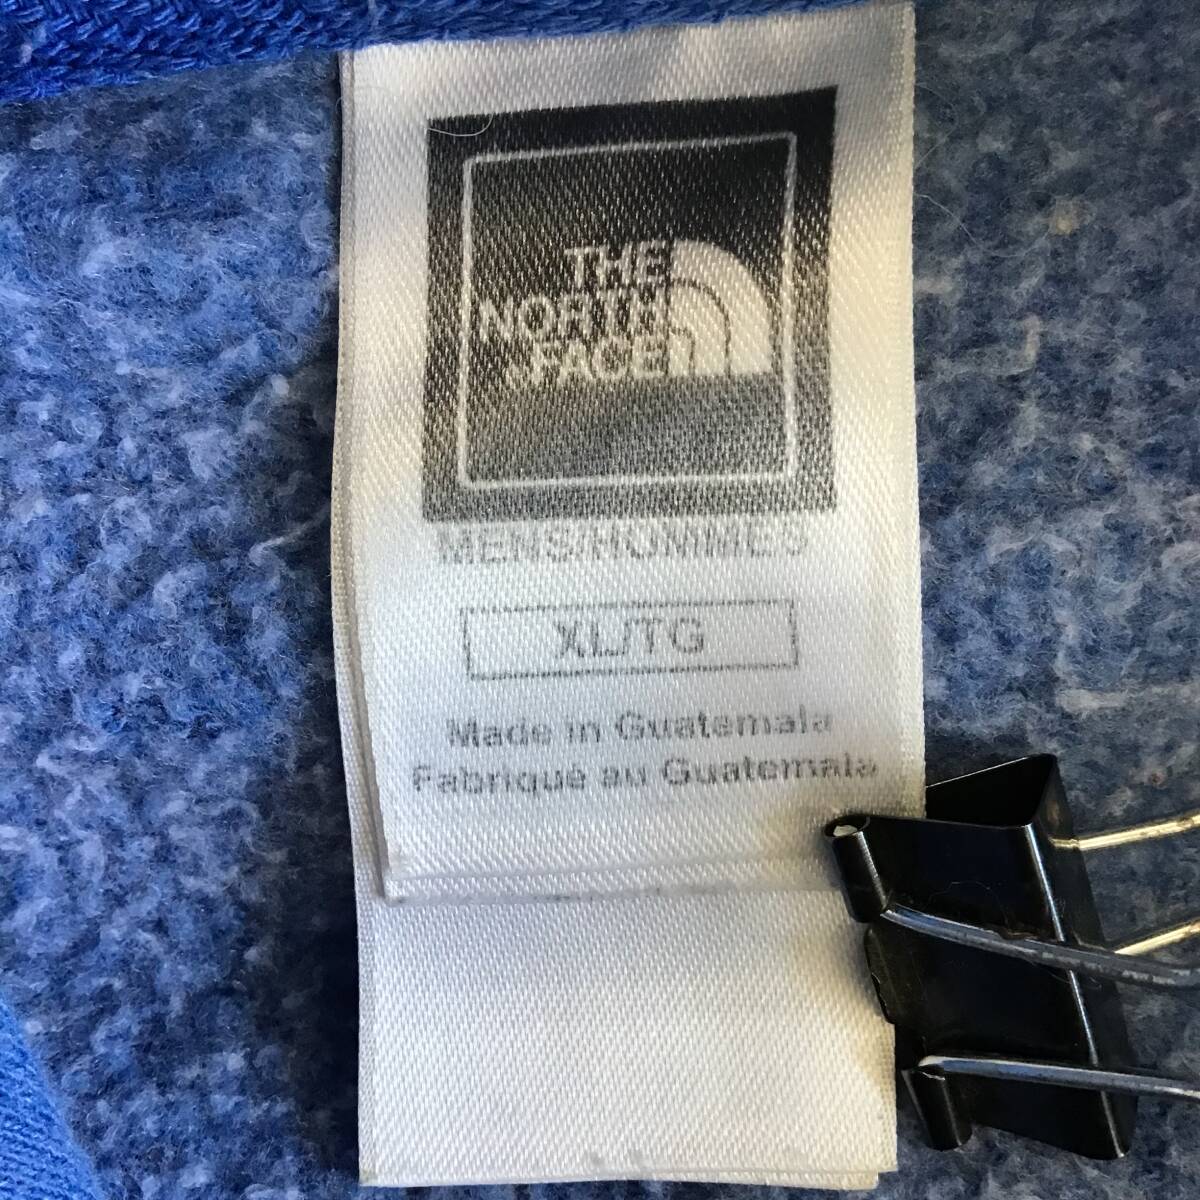 THE
NORTH
FACE
MENS/HOMMES
XL/TG
Made in Guatemala
Fabriqué au Guatemala